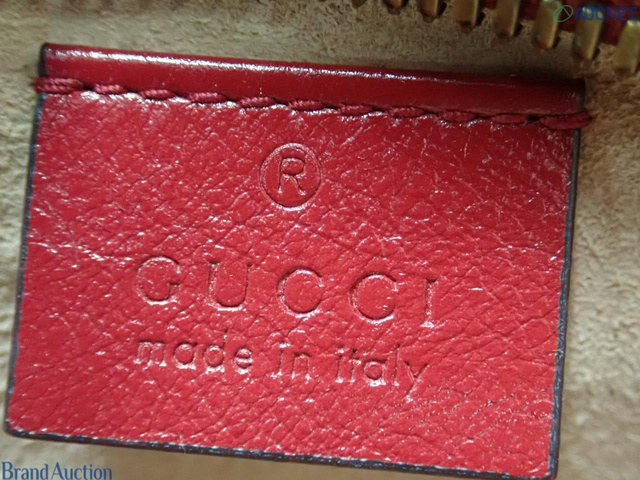 ®
GUCCI
made in italy
Brand Auction